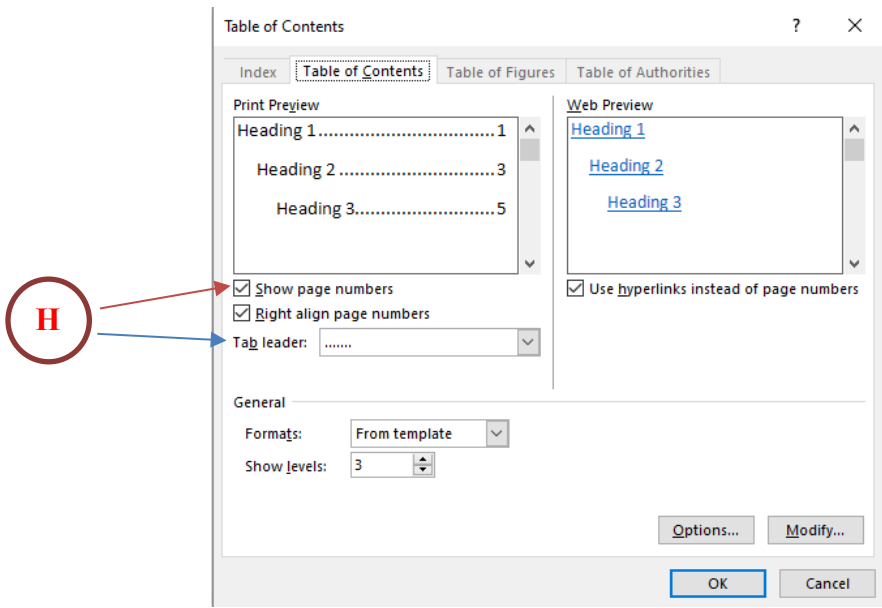 Table of Contents ?
Index Table of Contents Table of Figures Table of Authorities
Print Preview
Heading 1..................................1
Heading 2..............................3
Heading 3...........................5
Web Preview
Heading 1
Heading 2
Heading 3
H
Show page numbers
Right align page numbers
Tab leader: .......
Use hyperlinks instead of page numbers
General
Formats: From template
Show levels: 3
Options... Modify...
OK Cancel